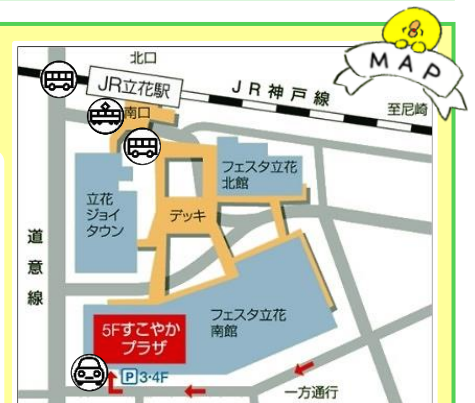 MAP
北口
JR立花駅
JR神戸線
至尼崎
南口
フェスタ立花
北館
立花
ジョイ
タウン
デッキ
道意線
フェスタ立花
南館
5Fすこやか
プラザ
P3·4F
一方通行